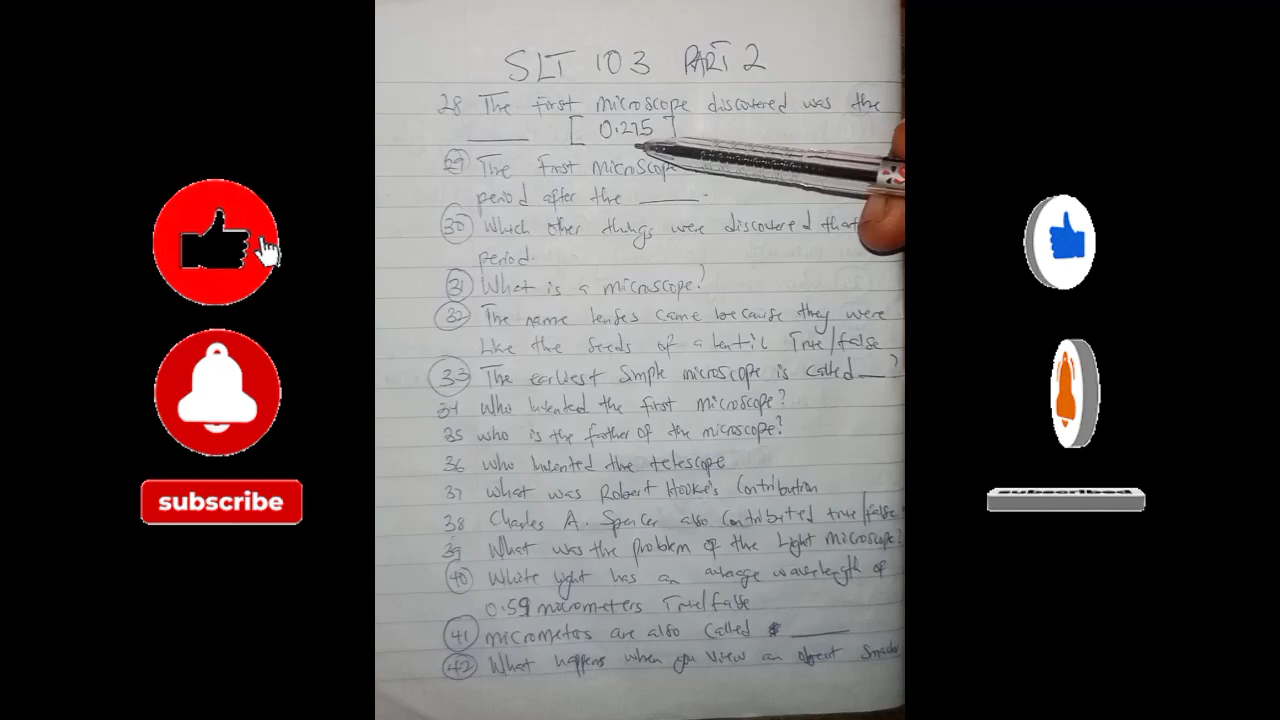 SLT 103 PART 2
28 The first microscope discovered was the
_____ [ 0.275 ]
29 The first microscope
period after the _____.
30 Which other things were discovered that
period.
31 What is a microscope?
32 The name lenses came because they were
like the seeds of a lentil True/false
33 The earliest simple microscope is called __?
34 Who invented the first microscope?
35 who is the father of the microscope?
36 who invented the telescope
37 What was Robert Hooke's Contribution
38 Charles A. Spencer also contributed true/false
39 What was the problem of the Light microscope?
40 White light has an average wavelength of
0.59 micrometers True/false
41 micrometers are also called _____
42 What happens when you view an object
subscribe
subscribed